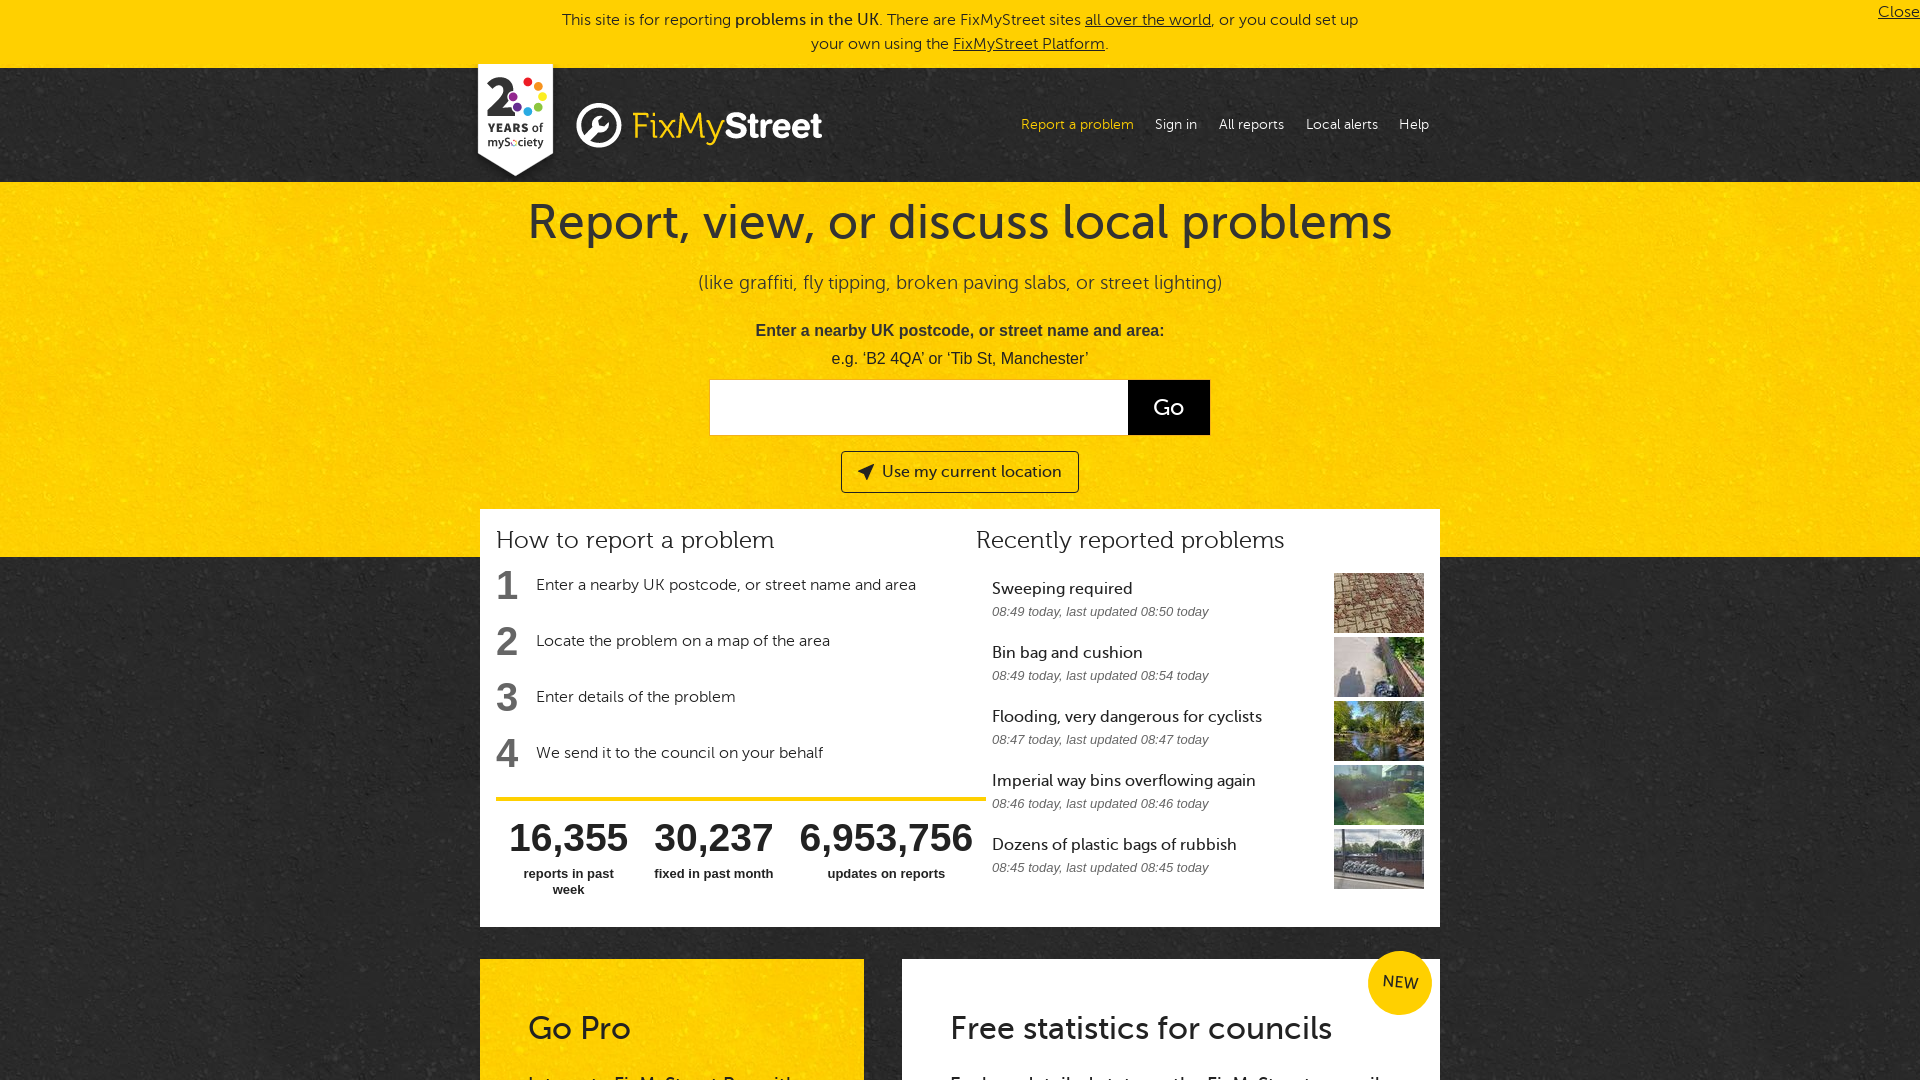 This site is for reporting problems in the UK. There are FixMyStreet sites all over the world, or you could set up
your own using the FixMyStreet Platform.
Close
20
YEARS of
mySociety
FixMyStreet
Report a problem
Sign in
All reports
Local alerts
Help
Report, view, or discuss local problems
(like graffiti, fly tipping, broken paving slabs, or street lighting)
Enter a nearby UK postcode, or street name and area:
e.g. ‘B2 4QA’ or ‘Tib St, Manchester’
Go
Use my current location
How to report a problem
1 Enter a nearby UK postcode, or street name and area
2 Locate the problem on a map of the area
3 Enter details of the problem
4 We send it to the council on your behalf
16,355
reports in past
week
30,237
fixed in past month
6,953,756
updates on reports
Recently reported problems
Sweeping required
08:49 today, last updated 08:50 today
Bin bag and cushion
08:49 today, last updated 08:54 today
Flooding, very dangerous for cyclists
08:47 today, last updated 08:47 today
Imperial way bins overflowing again
08:46 today, last updated 08:46 today
Dozens of plastic bags of rubbish
08:45 today, last updated 08:45 today
Go Pro
NEW
Free statistics for councils